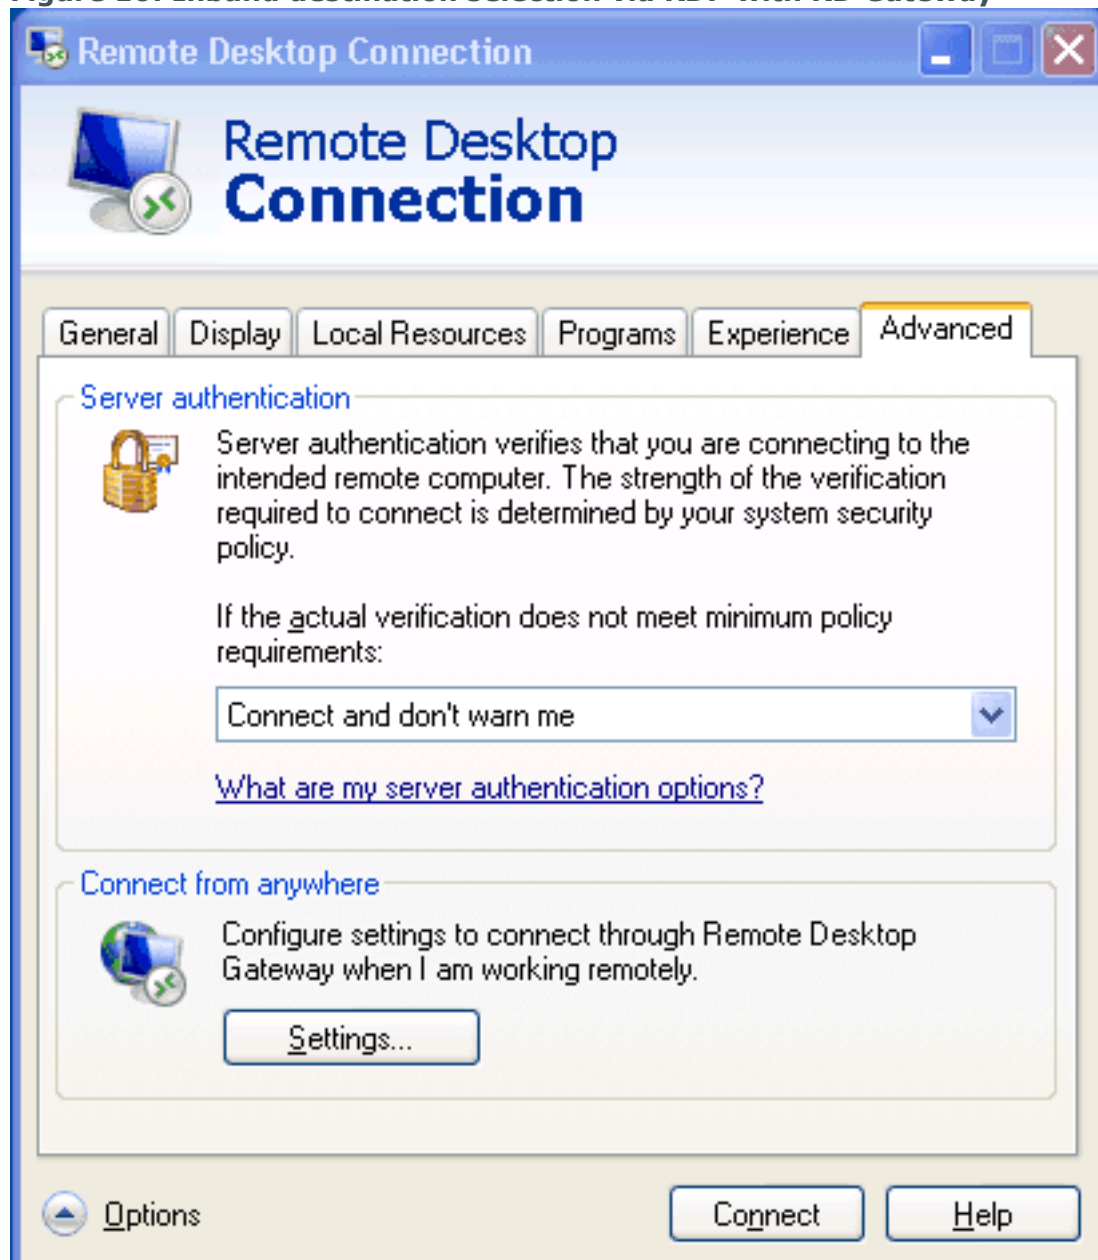 Remote Desktop Connection
Remote Desktop
Connection
General Display Local Resources Programs Experience Advanced
Server authentication
Server authentication verifies that you are connecting to the
intended remote computer. The strength of the verification
required to connect is determined by your system security
policy.
If the actual verification does not meet minimum policy
requirements:
Connect and don't warn me
What are my server authentication options?
Connect from anywhere
Configure settings to connect through Remote Desktop
Gateway when I am working remotely.
Settings...
Options Connect Help